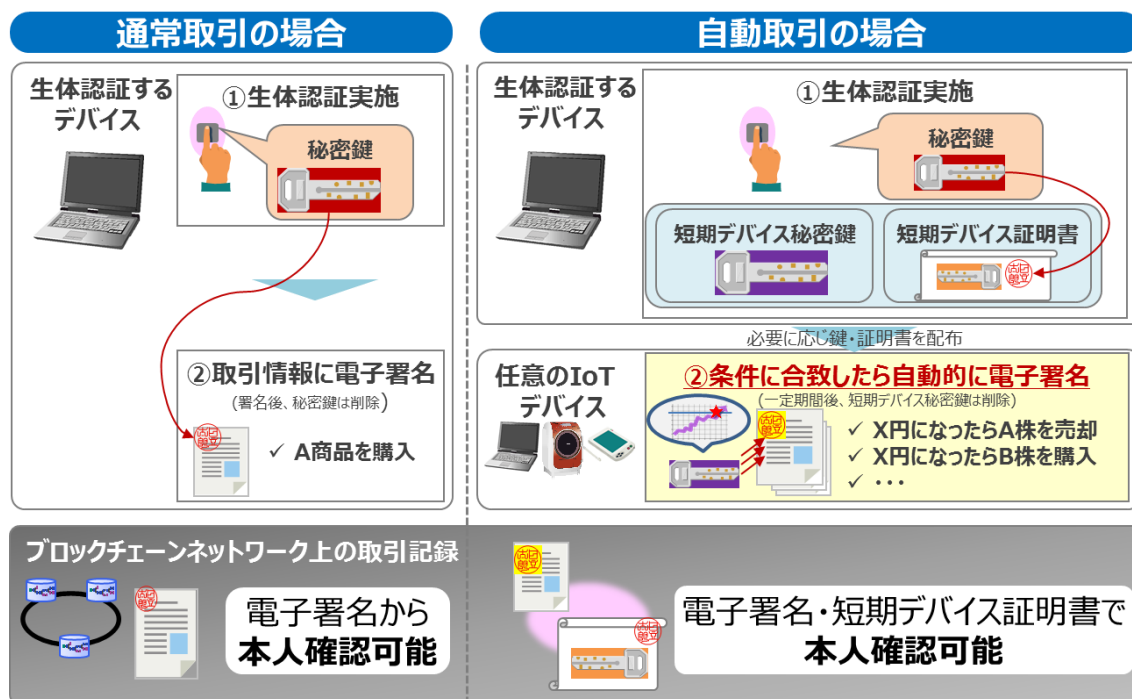 通常取引の場合
生体認証する
デバイス
①生体認証実施
秘密鍵
②取引情報に電子署名
(署名後、秘密鍵は削除)
✓ A商品を購入
自動取引の場合
生体認証する
デバイス
①生体認証実施
秘密鍵
短期デバイス秘密鍵
短期デバイス証明書
必要に応じ鍵・証明書を配布
任意のIoT
デバイス
②条件に合致したら自動的に電子署名
(一定期間後、短期デバイス秘密鍵は削除)
✓ X円になったらA株を売却
✓ X円になったらB株を購入
✓ ・・・
ブロックチェーンネットワーク上の取引記録
電子署名から
本人確認可能
電子署名・短期デバイス証明書で
本人確認可能